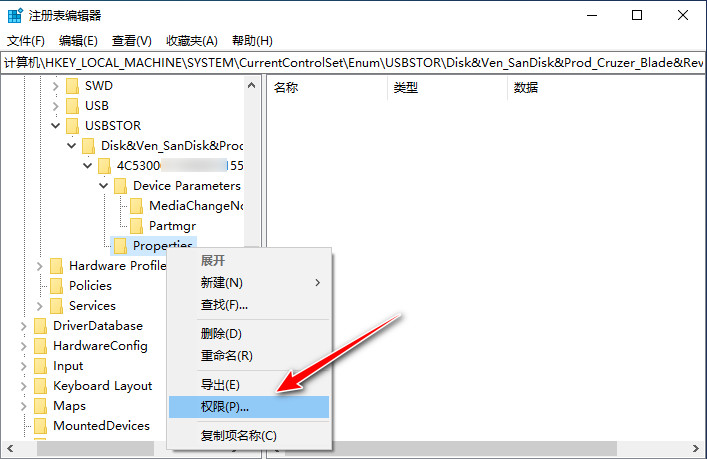 注册表编辑器
文件(F) 编辑(E) 查看(V) 收藏夹(A) 帮助(H)
计算机\HKEY_LOCAL_MACHINE\SYSTEM\CurrentControlSet\Enum\USBSTOR\Disk&Ven_SanDisk&Prod_Cruzer_Blade&Rev
名称 类型 数据
SWD
USB
USBSTOR
Disk&Ven_SanDisk&Prod
4C5300 155
Device Parameters
MediaChangeNo
Partmgr
Properties
Hardware Profile
Policies
Services
DriverDatabase
HardwareConfig
Input
Keyboard Layout
Maps
MountedDevices
展开
新建(N)
查找(F)...
删除(D)
重命名(R)
导出(E)
权限(P)...
复制项名称(C)